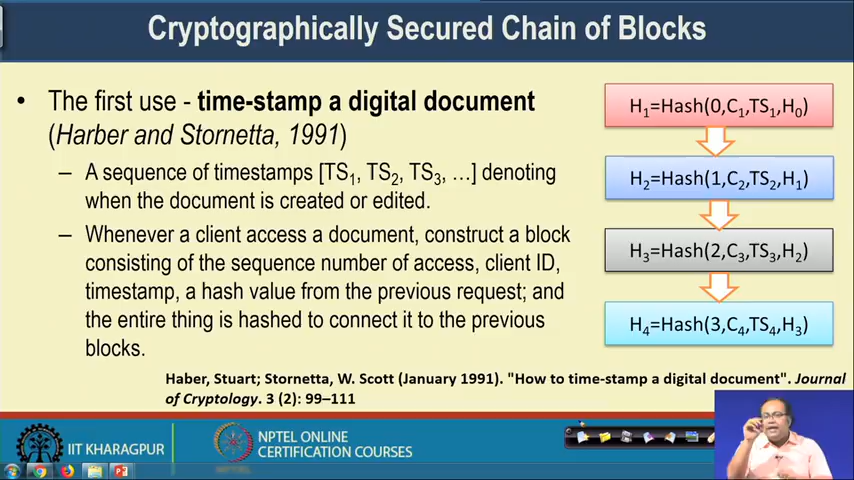 Cryptographically Secured Chain of Blocks
• The first use - time-stamp a digital document
(Harber and Stornetta, 1991)
– A sequence of timestamps [TS1, TS2, TS3, …] denoting
when the document is created or edited.
– Whenever a client access a document, construct a block
consisting of the sequence number of access, client ID,
timestamp, a hash value from the previous request; and
the entire thing is hashed to connect it to the previous
blocks.
H1=Hash(0,C1,TS1,H0)
H2=Hash(1,C2,TS2,H1)
H3=Hash(2,C3,TS3,H2)
H4=Hash(3,C4,TS4,H3)
Haber, Stuart; Stornetta, W. Scott (January 1991). "How to time-stamp a digital document". Journal
of Cryptology. 3 (2): 99–111
IIT KHARAGPUR
NPTEL ONLINE
CERTIFICATION COURSES